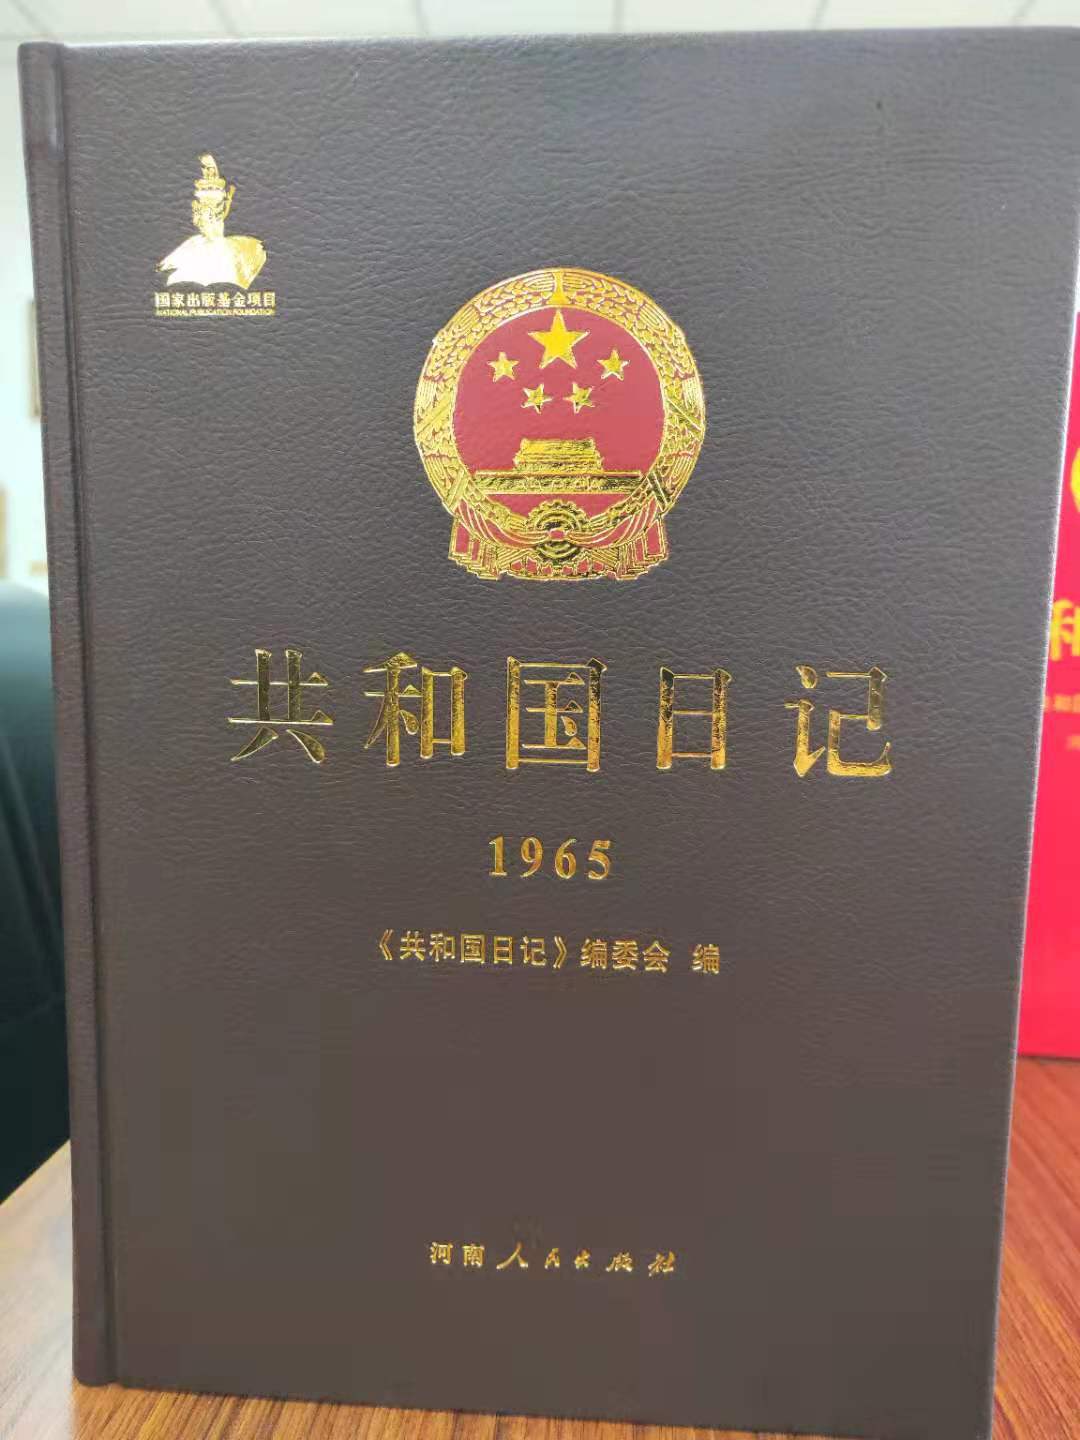 国家出版基金项目
NATIONAL PUBLICATION FOUNDATION
共和国日记
1965
《共和国日记》编委会 编
河南人民出版社
和